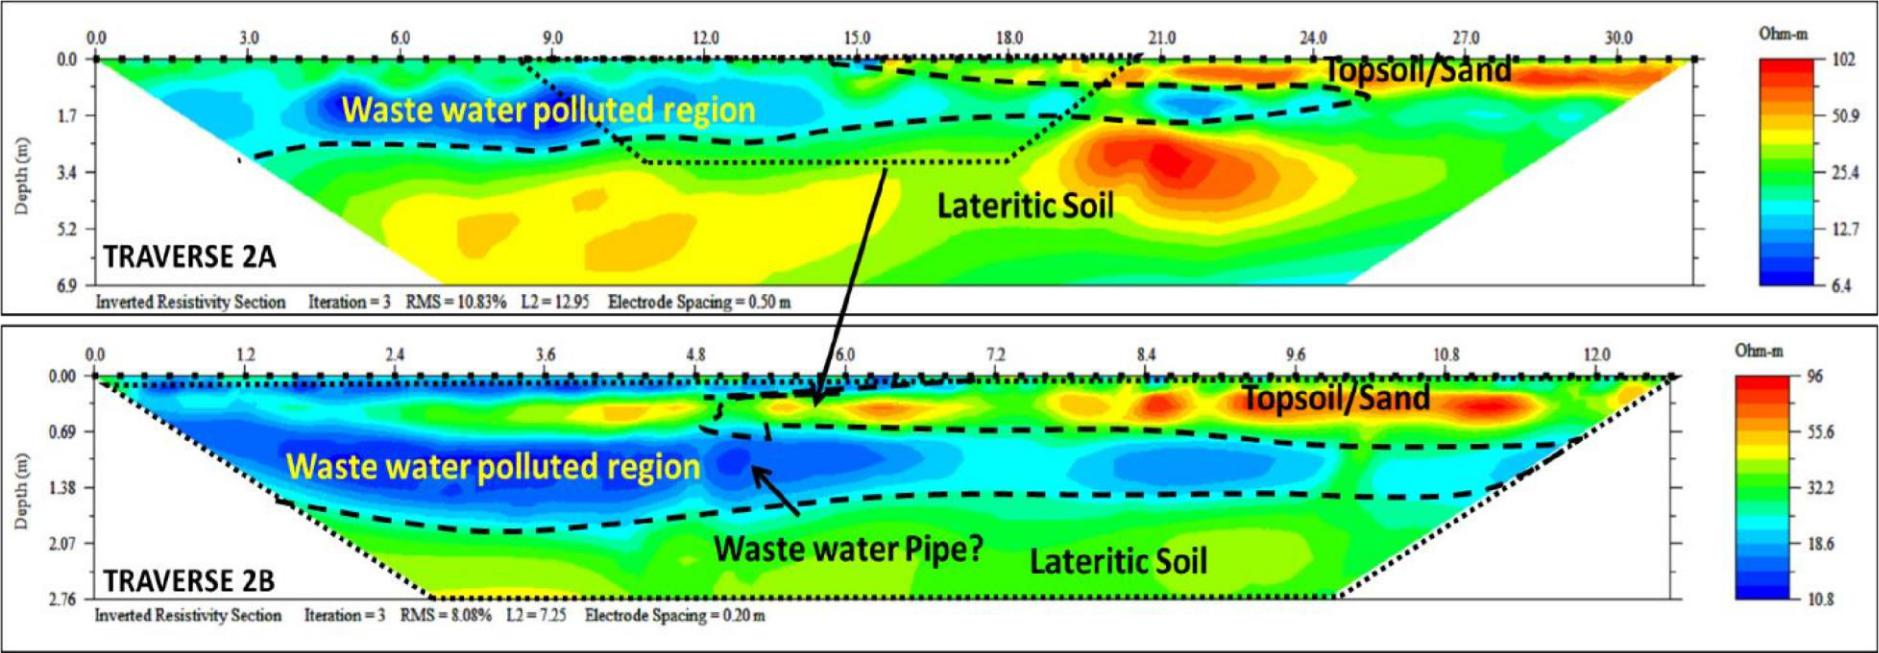 0.0 3.0 6.0 9.0 12.0 15.0 18.0 21.0 24.0 27.0 30.0
Ohm-m
0.0
1.7
3.4
5.2
6.9
Depth (m)
Topsoil/Sand
Waste water polluted region
Lateritic Soil
TRAVERSE 2A
102
50.9
25.4
12.7
6.4
Inverted Resistivity Section Iteration = 3 RMS = 10.83% L2 = 12.95 Electrode Spacing = 0.50 m
0.0 1.2 2.4 3.6 4.8 6.0 7.2 8.4 9.6 10.8 12.0
Ohm-m
0.00
0.69
1.38
2.07
2.76
Depth (m)
Topsoil/Sand
Waste water polluted region
Waste water Pipe?
Lateritic Soil
TRAVERSE 2B
96
55.6
32.2
18.6
10.8
Inverted Resistivity Section Iteration = 3 RMS = 8.08% L2 = 7.25 Electrode Spacing = 0.20 m